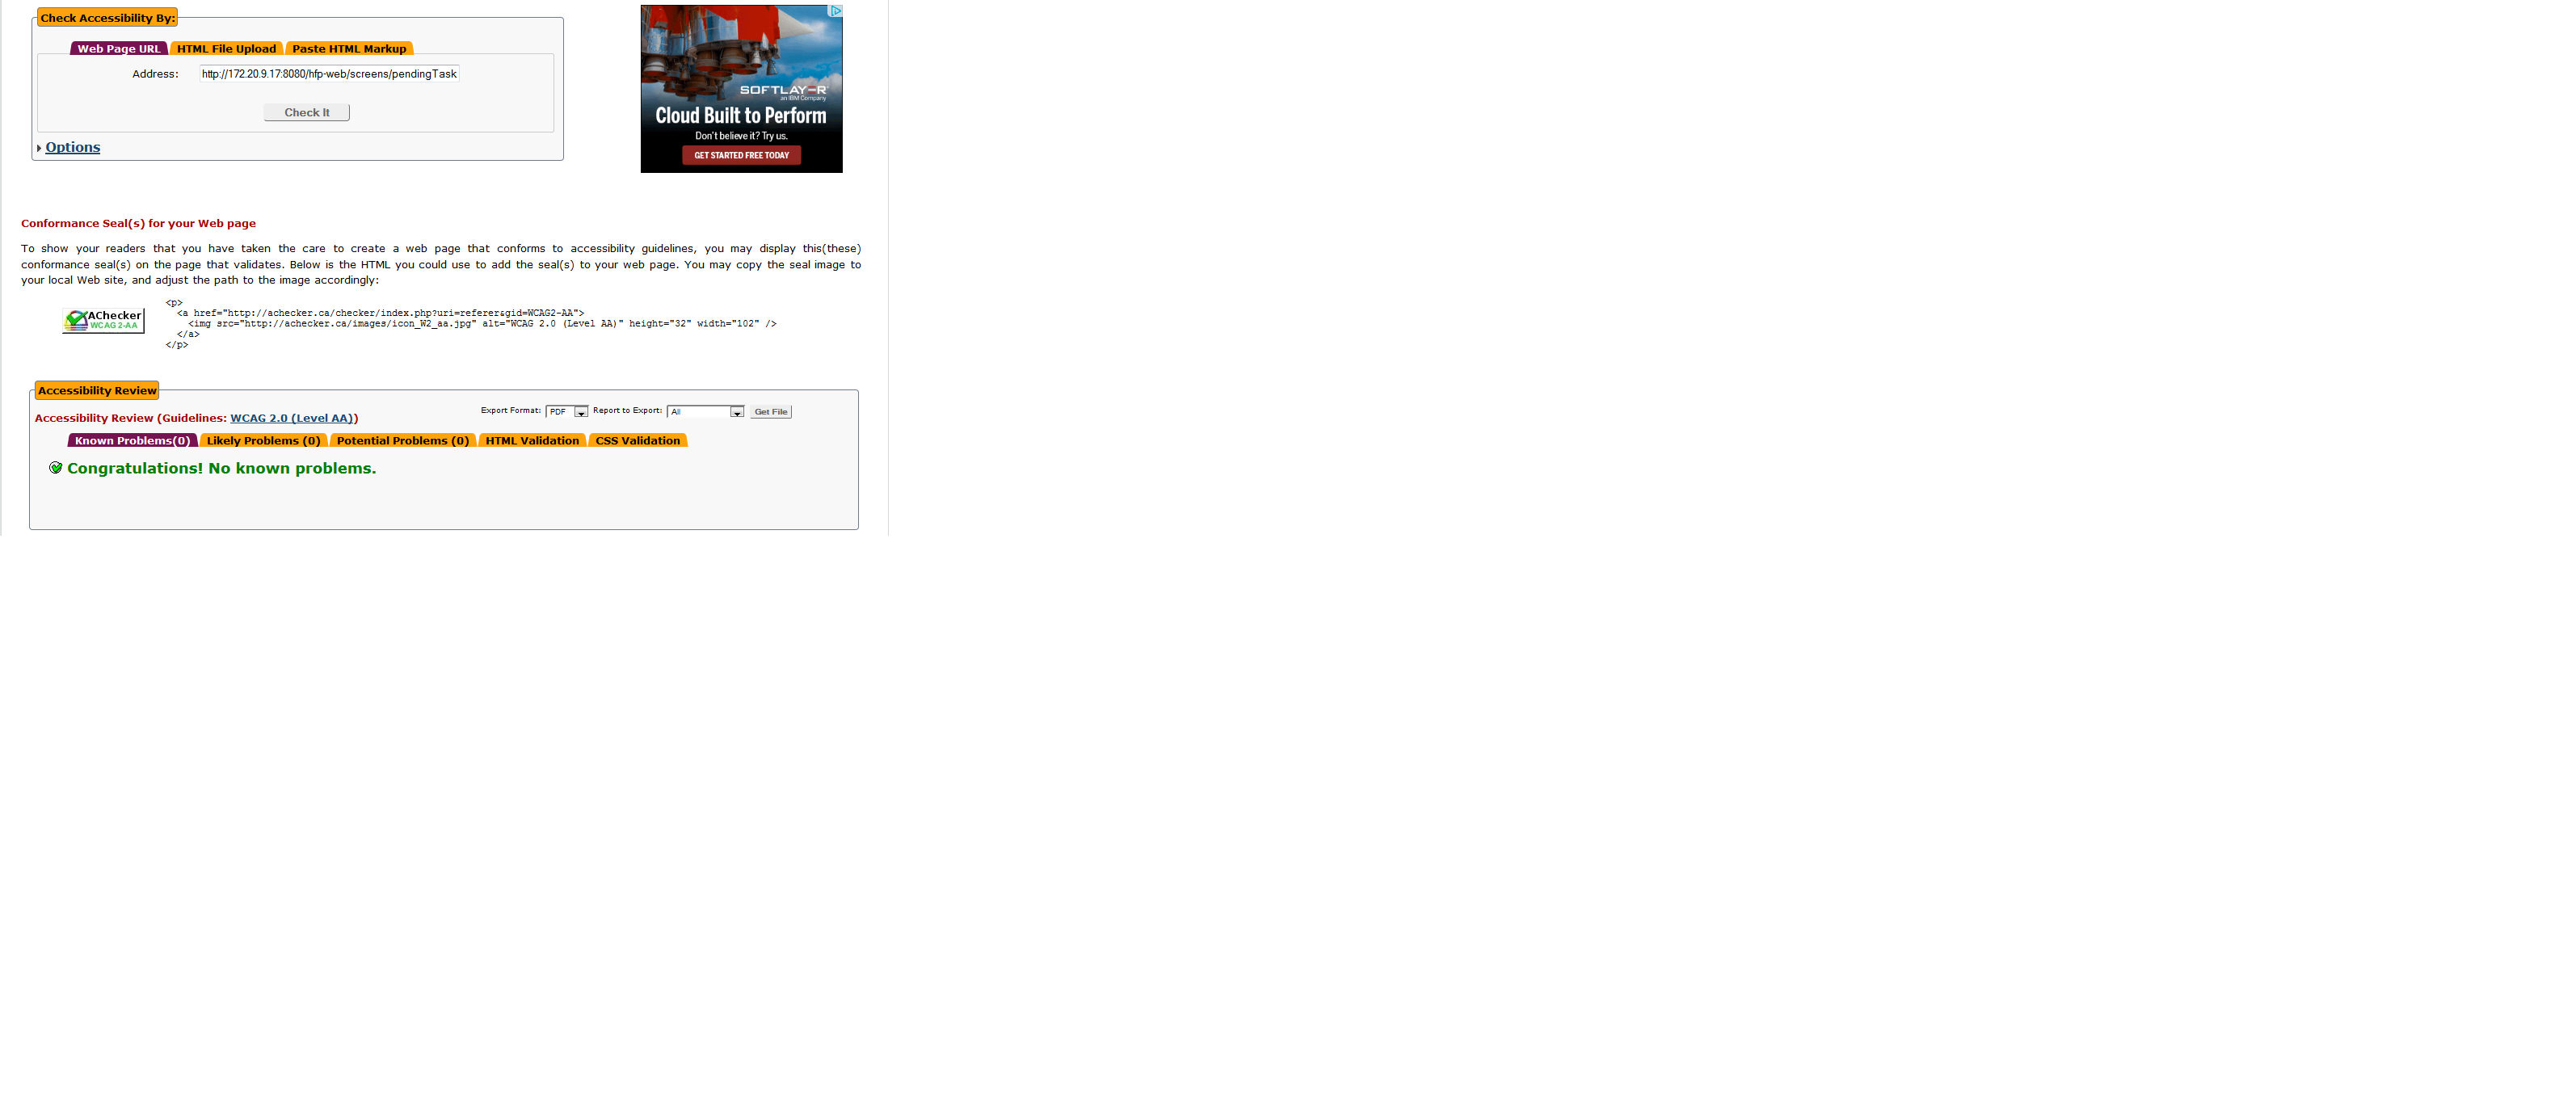 Check Accessibility By:
Web Page URL HTML File Upload Paste HTML Markup
Address: http://172.20.9.17:8080/hfp-web/screens/pendingTask
Check It
Options
SOFTLAYER
an IBM Company
Cloud Built to Perform
Don't believe it? Try us.
GET STARTED FREE TODAY
Conformance Seal(s) for your Web page
To show your readers that you have taken the care to create a web page that conforms to accessibility guidelines, you may display this(these)
conformance seal(s) on the page that validates. Below is the HTML you could use to add the seal(s) to your web page. You may copy the seal image to
your local Web site, and adjust the path to the image accordingly:
AChecker
WCAG 2-AA
<p>
<a href="http://achecker.ca/checker/index.php?uri=referer&gid=WCAG2-AA">
<img src="http://achecker.ca/images/icon_W2_aa.jpg" alt="WCAG 2.0 (Level AA)" height="32" width="102" />
</a>
</p>
Accessibility Review
Accessibility Review (Guidelines: WCAG 2.0 (Level AA)) Export Format: PDF Report to Export: All Get File
Known Problems(0) Likely Problems (0) Potential Problems (0) HTML Validation CSS Validation
Congratulations! No known problems.